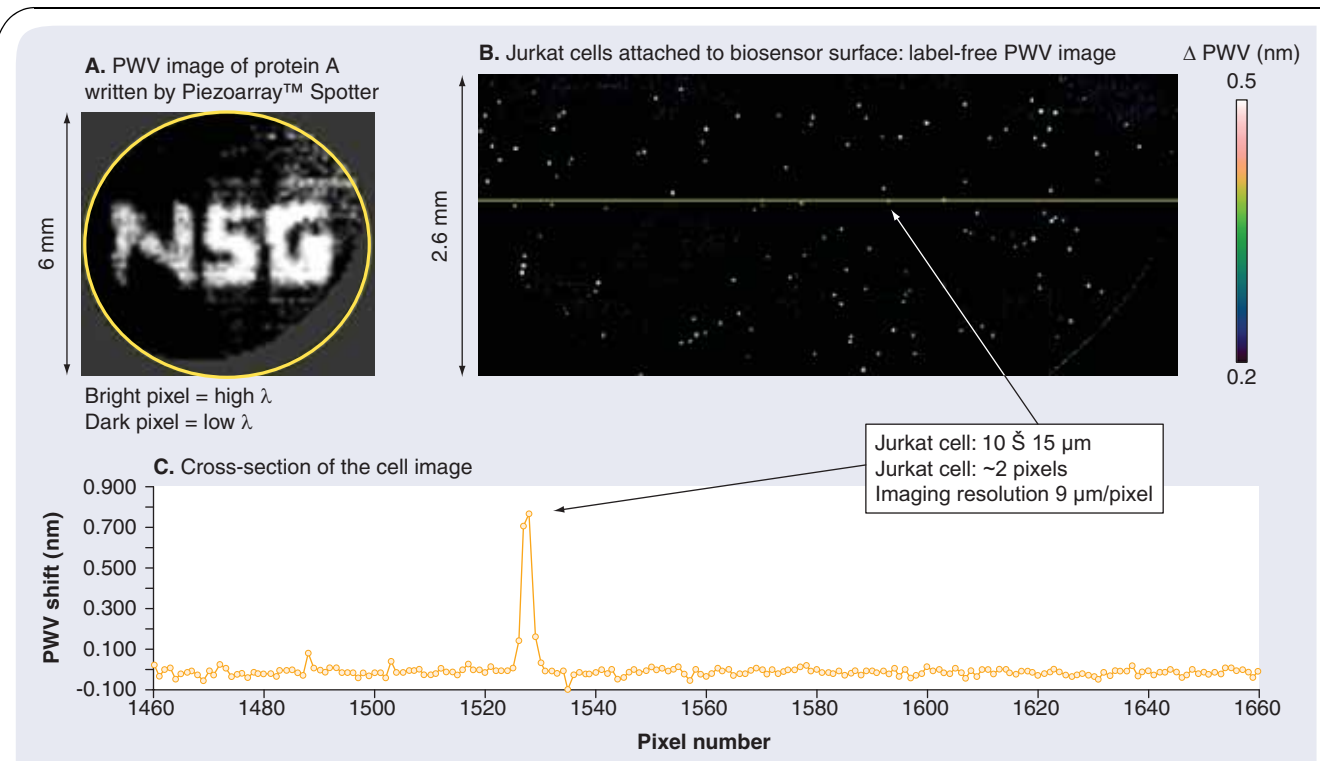 A. PWV image of protein A
written by Piezoarray™ Spotter
6 mm
NSG
Bright pixel = high λ
Dark pixel = low λ
B. Jurkat cells attached to biosensor surface: label-free PWV image
2.6 mm
Δ PWV (nm)
0.5
0.2
Jurkat cell: 10 Š 15 µm
Jurkat cell: ~2 pixels
Imaging resolution 9 µm/pixel
C. Cross-section of the cell image
PWV shift (nm)
0.900
0.700
0.500
0.300
0.100
-0.100
1460 1480 1500 1520 1540 1560 1580 1600 1620 1640 1660
Pixel number